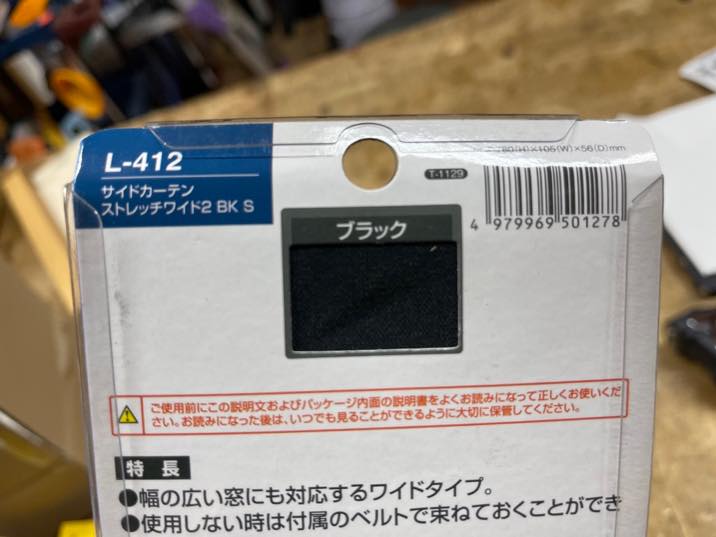 L-412
サイドカーテン
ストレッチワイド2 BK S
80(H)×105(W)×56(D)mm
T-1129
4 979969 501278
ブラック
ご使用前にこの説明文およびパッケージ内面の説明書をよくお読みになって正しくお使いくだ
さい。お読みになった後は、いつでも見ることができるように大切に保管してください。
特長
●幅の広い窓にも対応するワイドタイプ。
●使用しない時は付属のベルトで束ねておくことができ